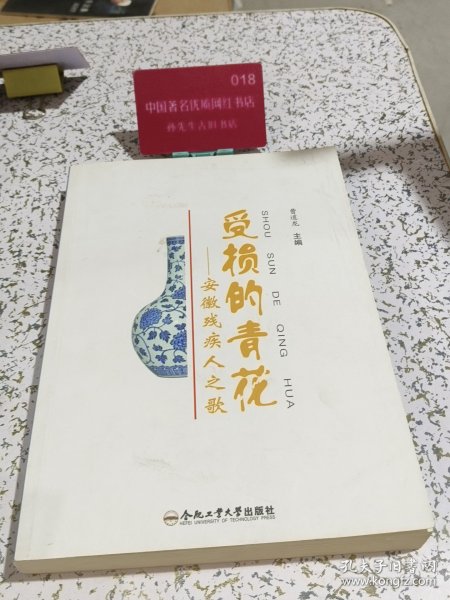 018
中国著名优质网红书店
孙先生古旧书店
曹道龙 主编
受损的青花
SHOU SUN DE QING HUA
——安徽残疾人之歌
合肥工业大学出版社
HEFEI UNIVERSITY OF TECHNOLOGY PRESS
孔夫子旧书网
www.kongfz.com